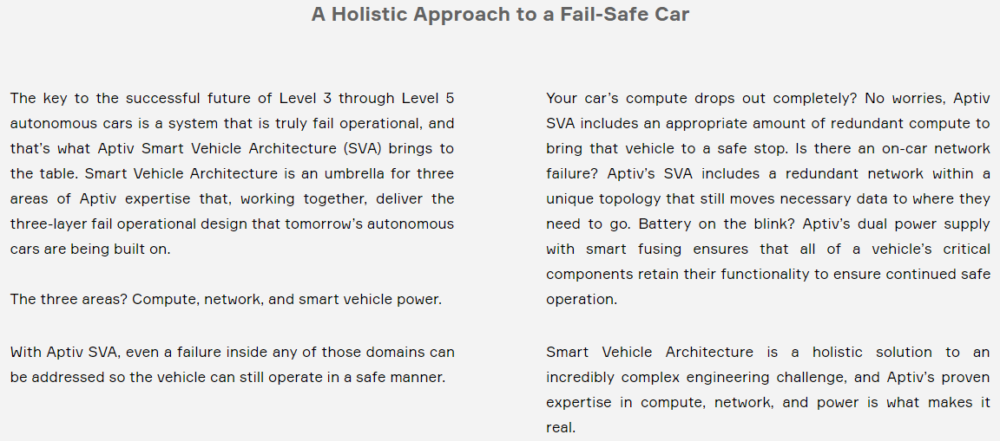 A Holistic Approach to a Fail-Safe Car
The key to the successful future of Level 3 through Level 5
autonomous cars is a system that is truly fail operational, and
that's what Aptiv Smart Vehicle Architecture (SVA) brings to
the table. Smart Vehicle Architecture is an umbrella for three
areas of Aptiv expertise that, working together, deliver the
three-layer fail operational design that tomorrow's autonomous
cars are being built on.
The three areas? Compute, network, and smart vehicle power.
With Aptiv SVA, even a failure inside any of those domains can
be addressed so the vehicle can still operate in a safe manner.
Your car's compute drops out completely? No worries, Aptiv
SVA includes an appropriate amount of redundant compute to
bring that vehicle to a safe stop. Is there an on-car network
failure? Aptiv's SVA includes a redundant network within a
unique topology that still moves necessary data to where they
need to go. Battery on the blink? Aptiv's dual power supply
with smart fusing ensures that all of a vehicle's critical
components retain their functionality to ensure continued safe
operation.
Smart Vehicle Architecture is a holistic solution to an
incredibly complex engineering challenge, and Aptiv's proven
expertise in compute, network, and power is what makes it
real.